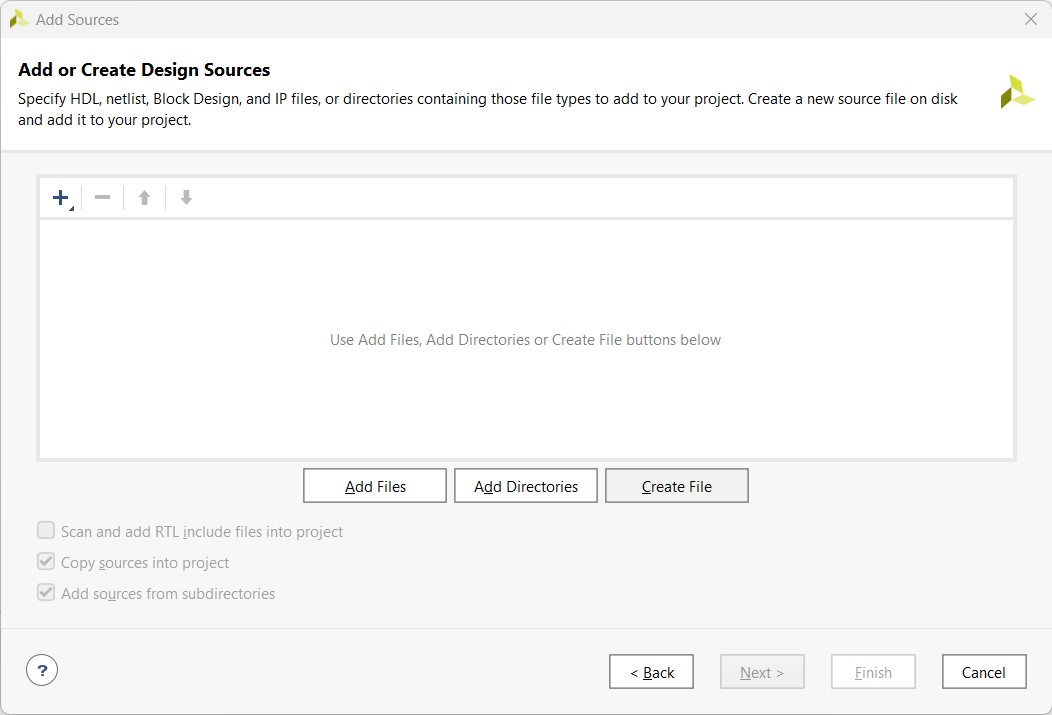 Add Sources
Add or Create Design Sources
Specify HDL, netlist, Block Design, and IP files, or directories containing those file types to add to your project. Create a new source file on disk
and add it to your project.
Use Add Files, Add Directories or Create File buttons below
Add Files
Add Directories
Create File
Scan and add RTL include files into project
Copy sources into project
Add sources from subdirectories
?
< Back
Next >
Finish
Cancel